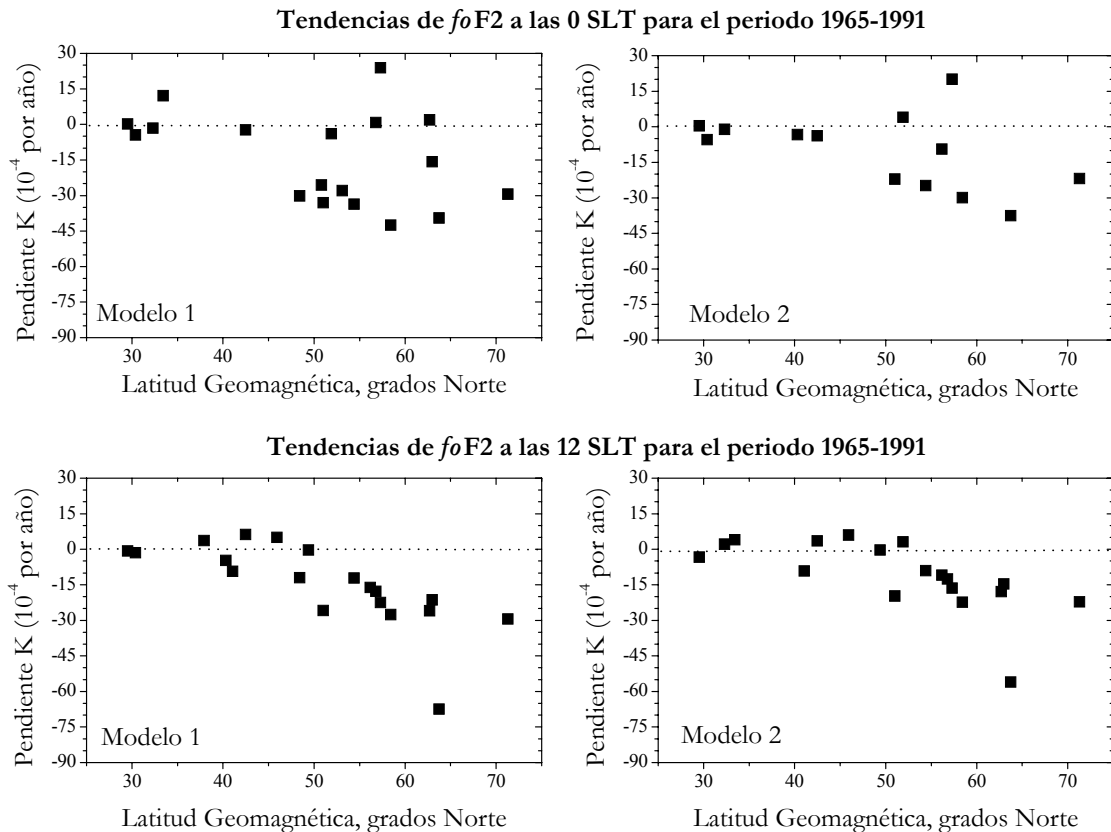 Tendencias de foF2 a las 0 SLT para el periodo 1965-1991
Pendiente K (10⁻⁴ por año)
30
15
0
-15
-30
-45
-60
-75
-90
Modelo 1
30 40 50 60 70
Latitud Geomagnética, grados Norte
Pendiente K (10⁻⁴ por año)
30
15
0
-15
-30
-45
-60
-75
-90
Modelo 2
30 40 50 60 70
Latitud Geomagnética, grados Norte
Tendencias de foF2 a las 12 SLT para el periodo 1965-1991
Pendiente K (10⁻⁴ por año)
30
15
0
-15
-30
-45
-60
-75
-90
Modelo 1
30 40 50 60 70
Latitud Geomagnética, grados Norte
Pendiente K (10⁻⁴ por año)
30
15
0
-15
-30
-45
-60
-75
-90
Modelo 2
30 40 50 60 70
Latitud Geomagnética, grados Norte